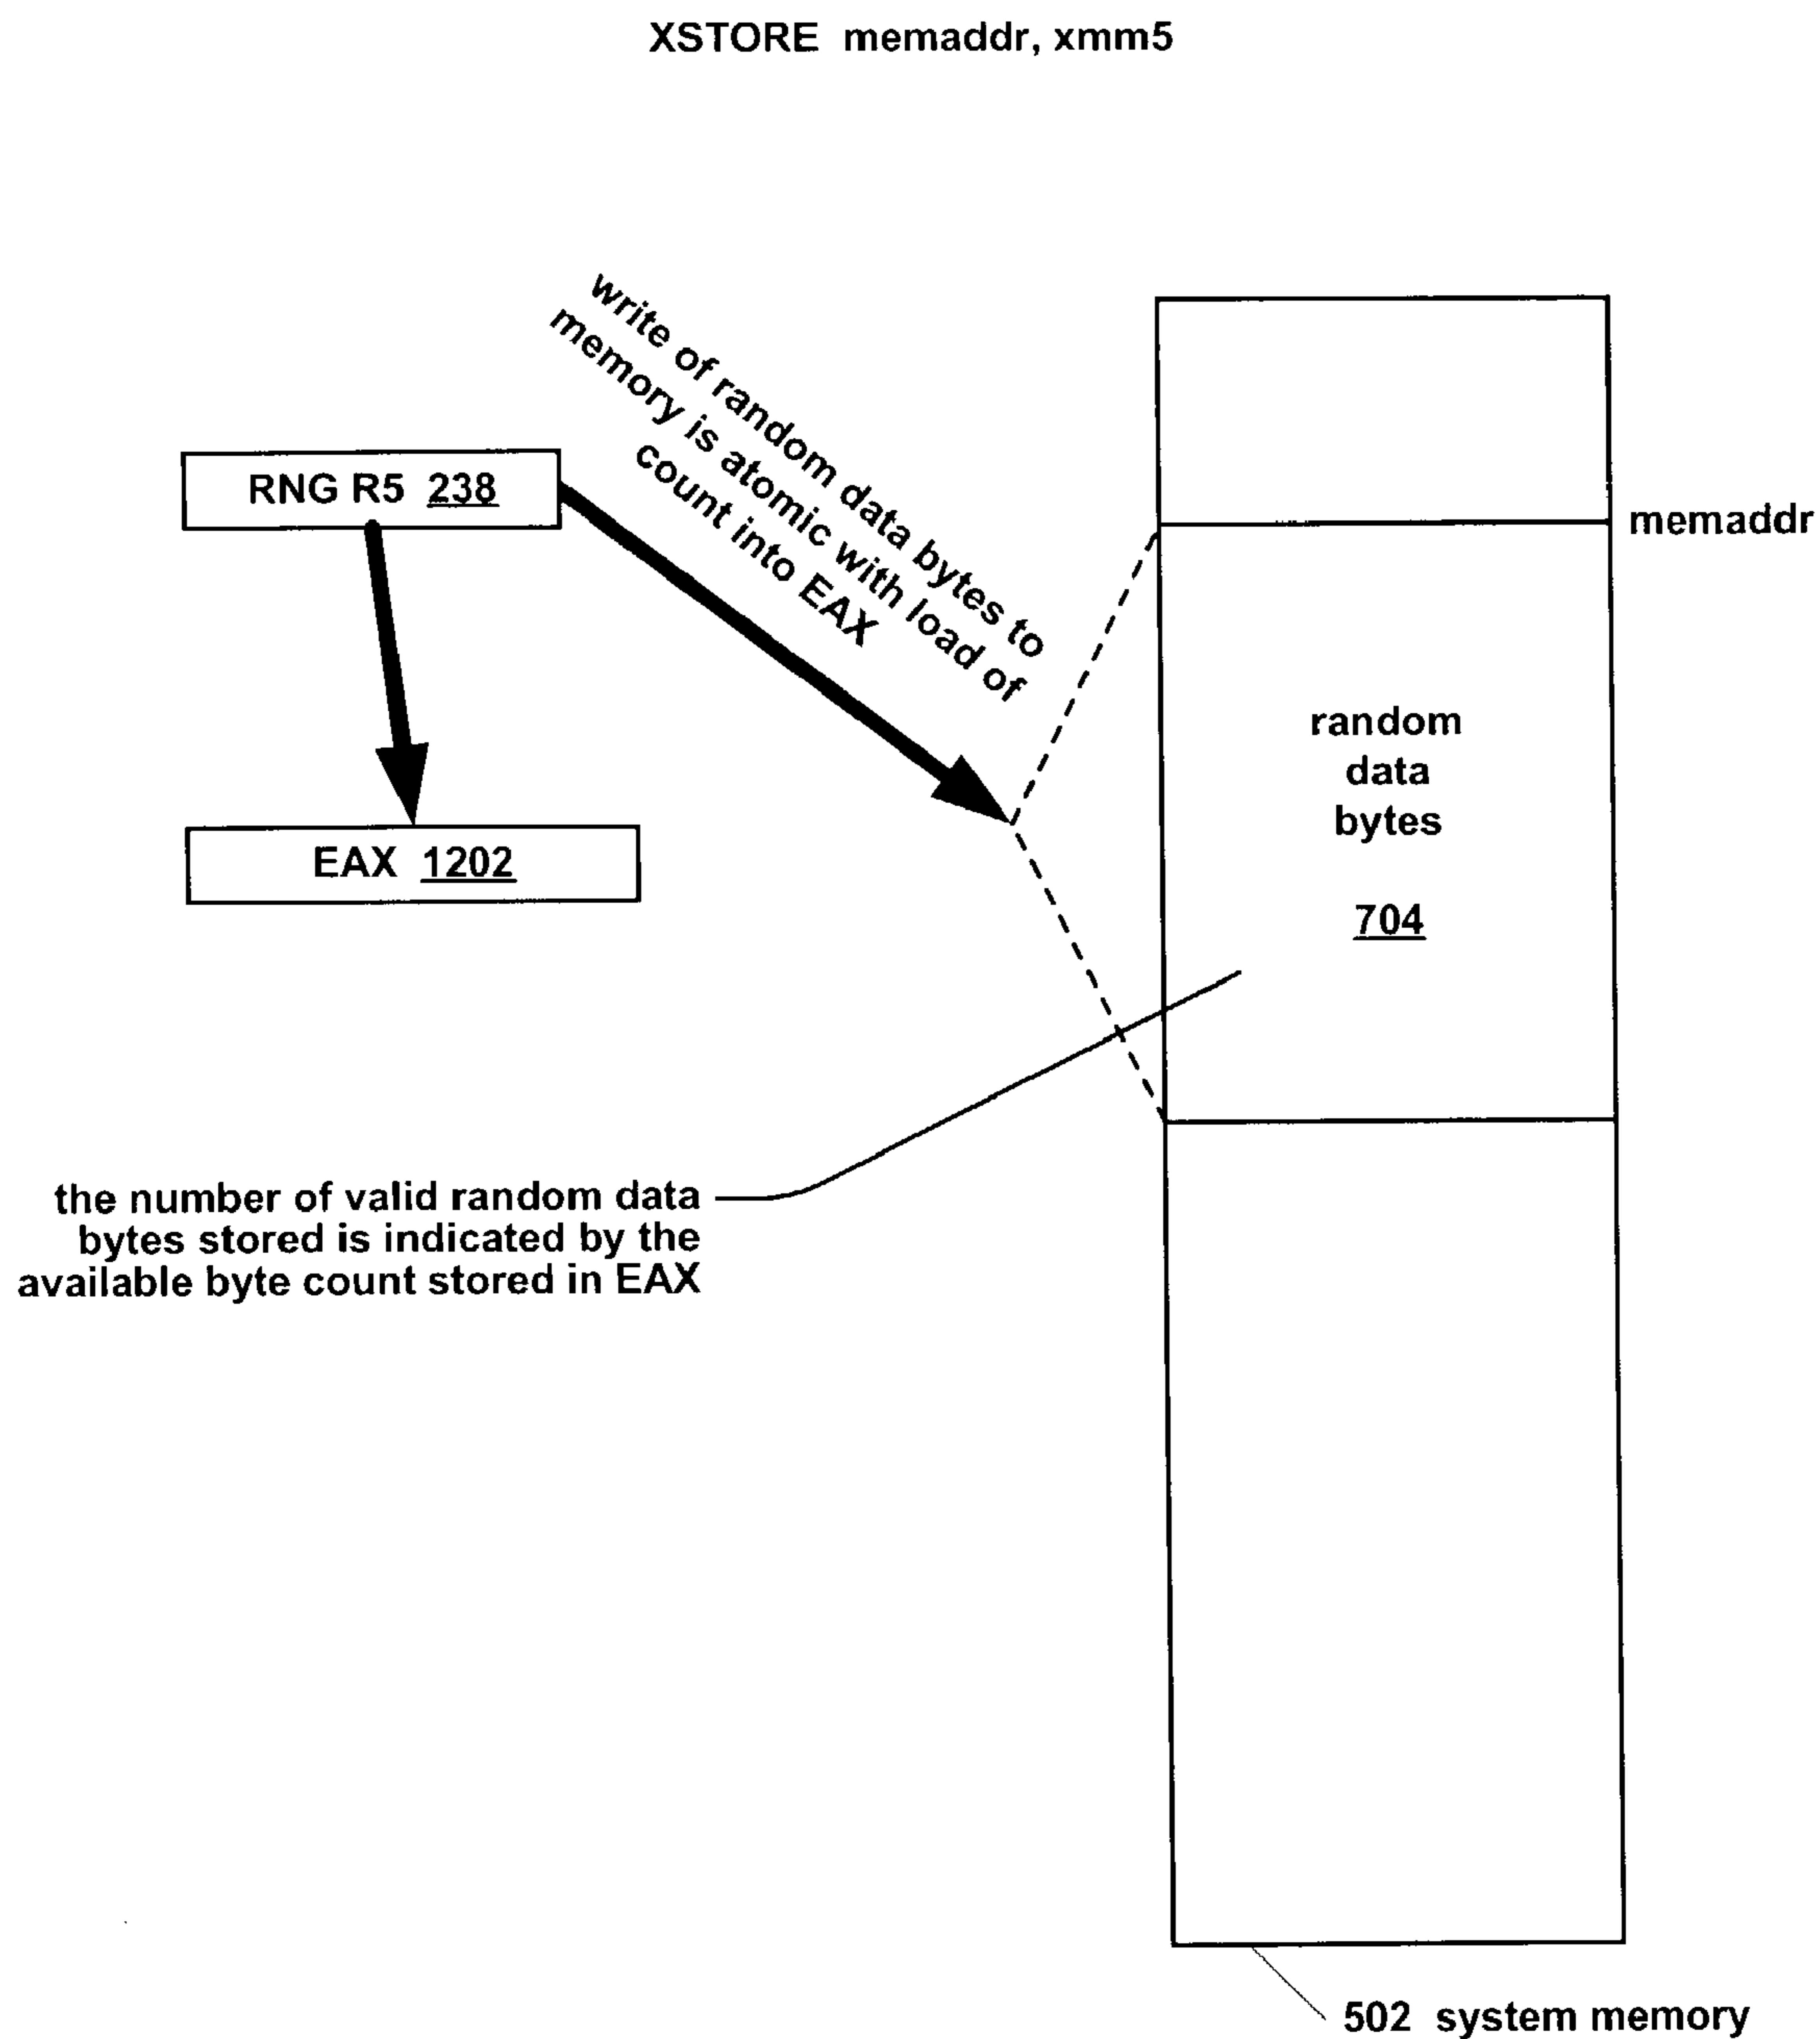 XSTORE memaddr, xmm5
write of random data bytes to
memory is atomic with load of
count into EAX
RNG R5 238
memaddr
random
data
bytes
704
EAX 1202
the number of valid random data
bytes stored is indicated by the
available byte count stored in EAX
502 system memory